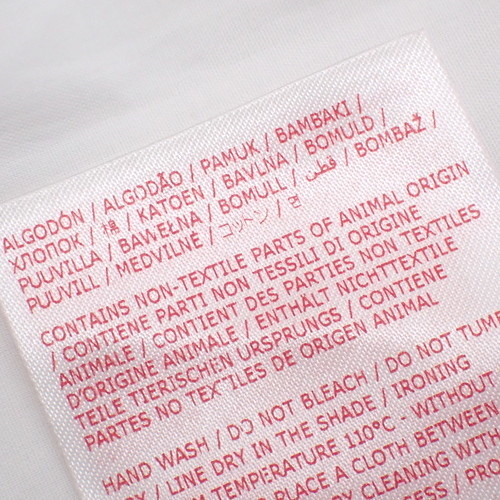 ALGODÓN / ALGODÃO / PAMUK / BAMBAKI /
ХЛОПОК / 棉 / KATOEN / BAVLNA / BOMULD /
PUUVILLA / BAWEŁNA / BOMULL / قطن / BOMBAŽ /
PUUVILL / MEDVILNĖ / コットン / 면
CONTAINS NON-TEXTILE PARTS OF ANIMAL ORIGIN
/ CONTIENE PARTI NON TESSILI DI ORIGINE
ANIMALE / CONTIENT DES PARTIES NON TEXTILES
D'ORIGINE ANIMALE / ENTHÄLT NICHTTEXTILE
TEILE TIERISCHEN URSPRUNGS / CONTIENE
PARTES NO TEXTILES DE ORIGEN ANIMAL
HAND WASH / DO NOT BLEACH / DO NOT TUMB
/ LINE DRY IN THE SHADE / IRONING
TEMPERATURE 110°C - WITHOUT
PLACE A CLOTH BETWEEN
CLEANING WITH